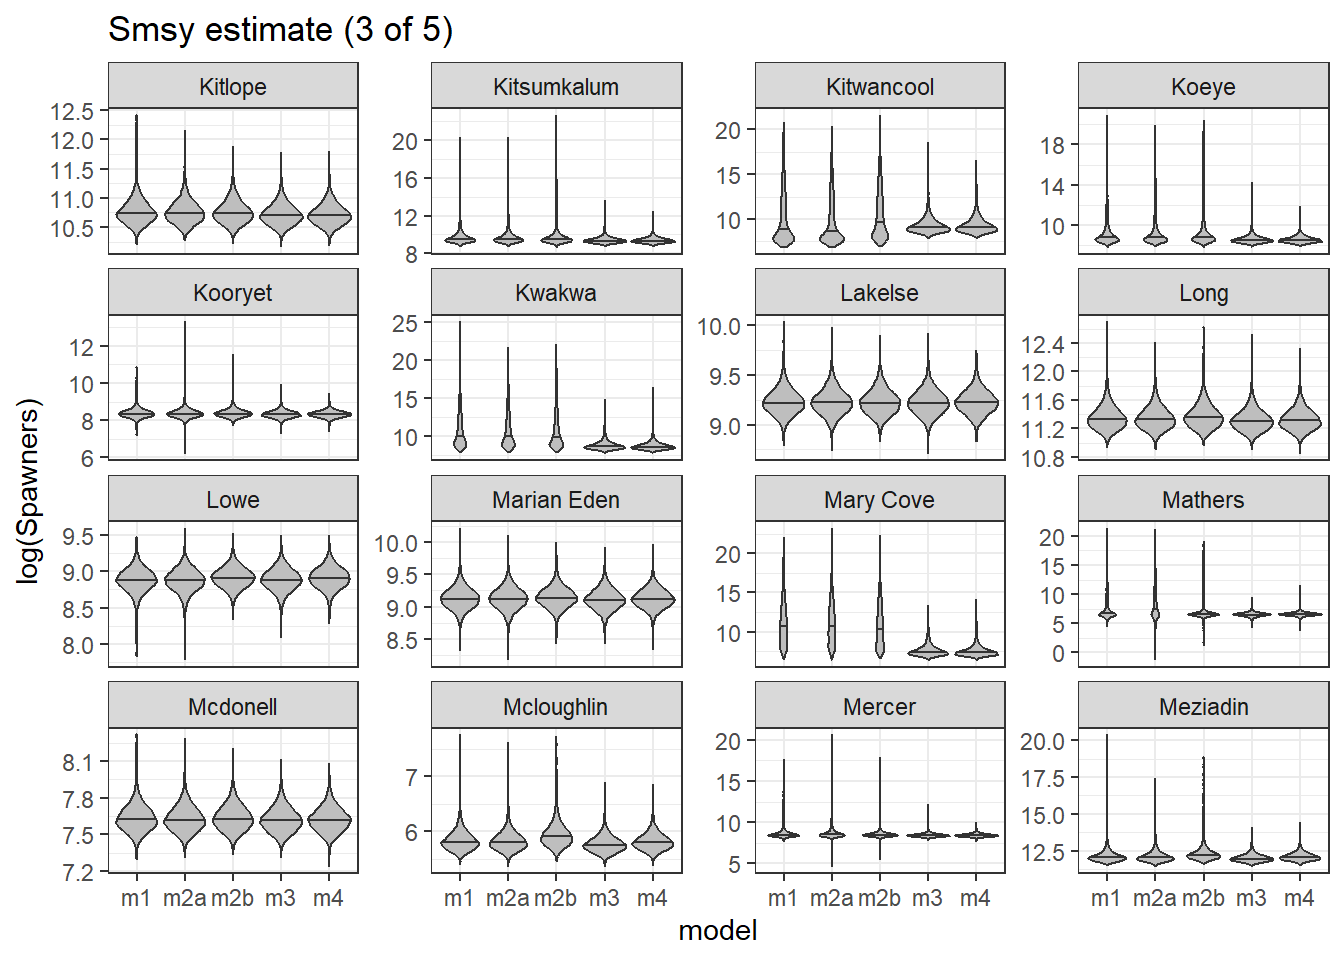 Smsy estimate (3 of 5)
Kitlope Kitsumkalum Kitwancool Koeye
12.5 12.0 11.5 11.0 10.5
20 16 12 8
20 15 10
18 14 10
Kooryet Kwakwa Lakelse Long
12 10 8 6
25 20 15 10
10.0 9.5 9.0
12.4 12.0 11.6 11.2 10.8
Lowe Marian Eden Mary Cove Mathers
9.5 9.0 8.5 8.0
10.0 9.5 9.0 8.5
20 15 10
20 15 10 5 0
Mcdonell Mcloughlin Mercer Meziadin
8.1 7.8 7.5 7.2
7 6
20 15 10 5
20.0 17.5 15.0 12.5
m1 m2a m2b m3 m4 m1 m2a m2b m3 m4 m1 m2a m2b m3 m4 m1 m2a m2b m3 m4
model
log(Spawners)